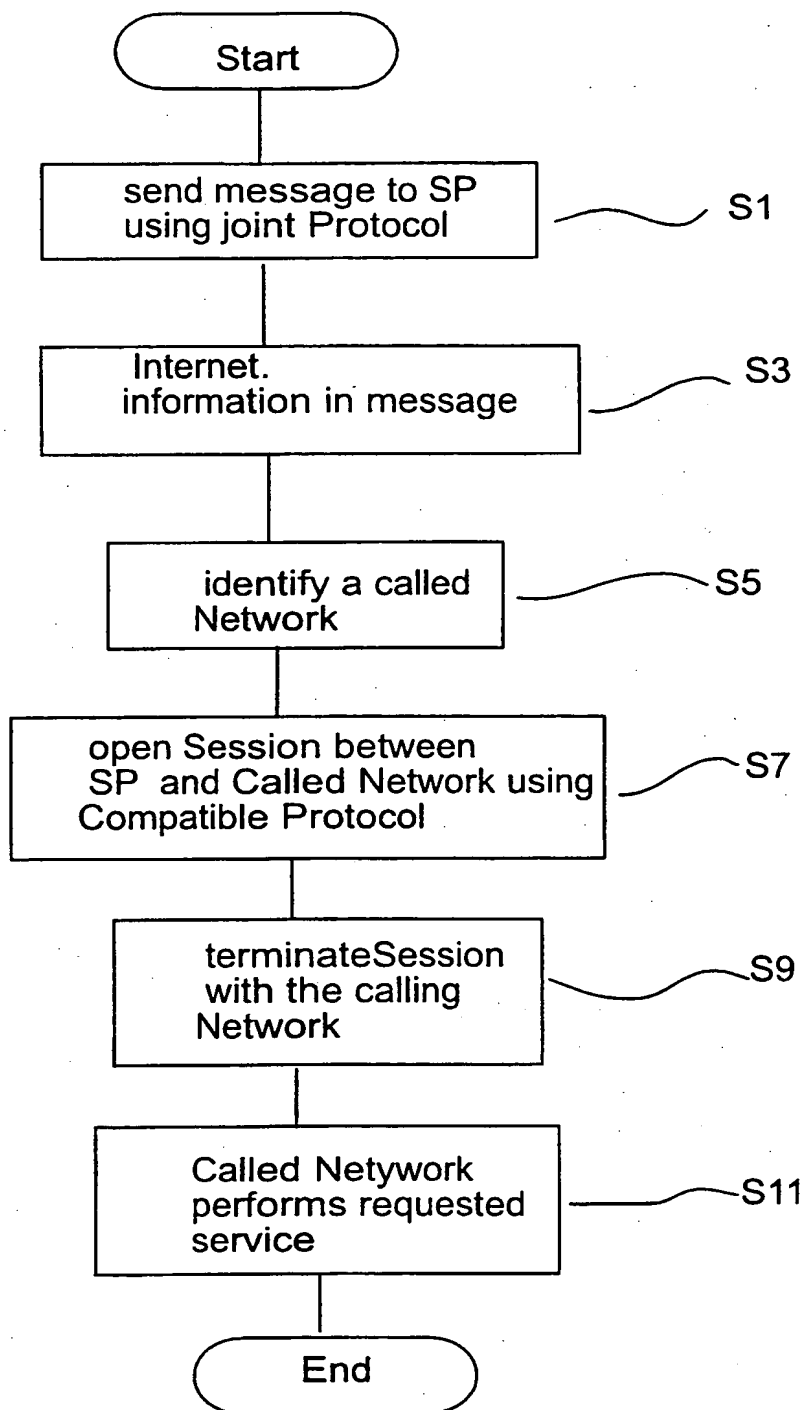 Start
send message to SP
using joint Protocol
S1
Internet.
information in message
S3
identify a called
Network
S5
open Session between
SP and Called Network using
Compatible Protocol
S7
terminateSession
with the calling
Network
S9
Called Netywork
performs requested
service
S11
End